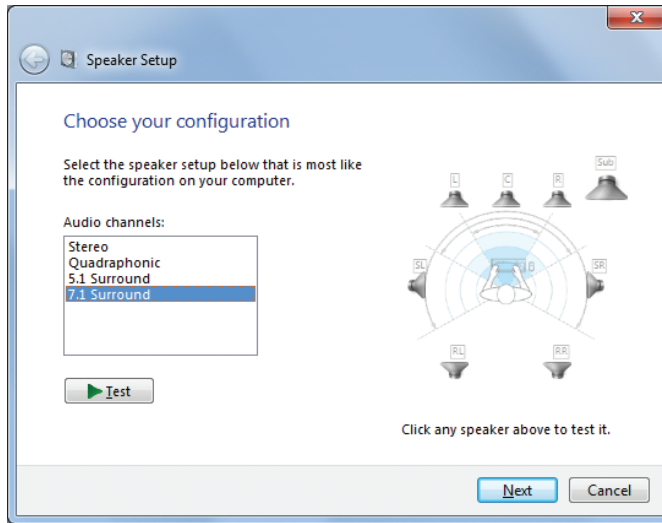 Speaker Setup
Choose your configuration
Select the speaker setup below that is most like
the configuration on your computer.
Audio channels:
Stereo
Quadraphonic
5.1 Surround
7.1 Surround
Test
L
C
R
Sub
SL
SR
RL
RR
Click any speaker above to test it.
Next
Cancel